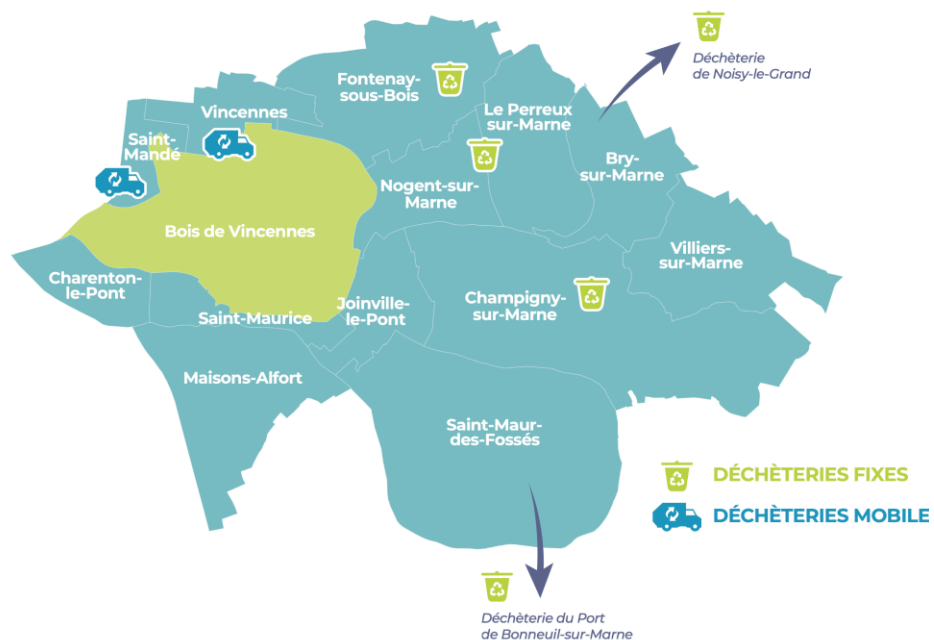 Déchèterie
de Noisy-le-Grand
Fontenay-
sous-Bois
Vincennes
Le Perreux
sur-Marne
Saint-
Mandé
Bry-
sur-Marne
Nogent-sur-
Marne
Bois de Vincennes
Villiers-
sur-Marne
Charenton-
le-Pont
Joinville-
le-Pont
Champigny-
sur-Marne
Saint-Maurice
Maisons-Alfort
Saint-Maur-
des-Fossés
DÉCHÈTERIES FIXES
DÉCHÈTERIES MOBILE
Déchèterie du Port
de Bonneuil-sur-Marne